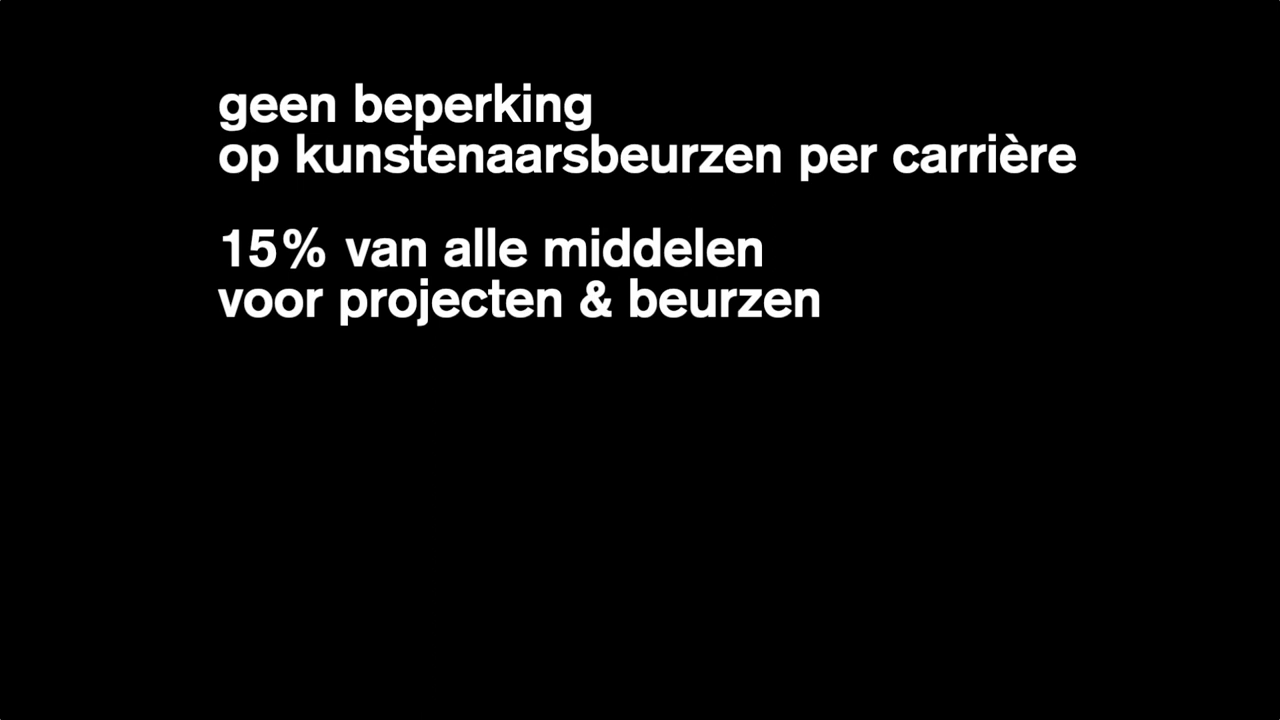 geen beperking
op kunstenaarsbeurzen per carrière
15% van alle middelen
voor projecten & beurzen